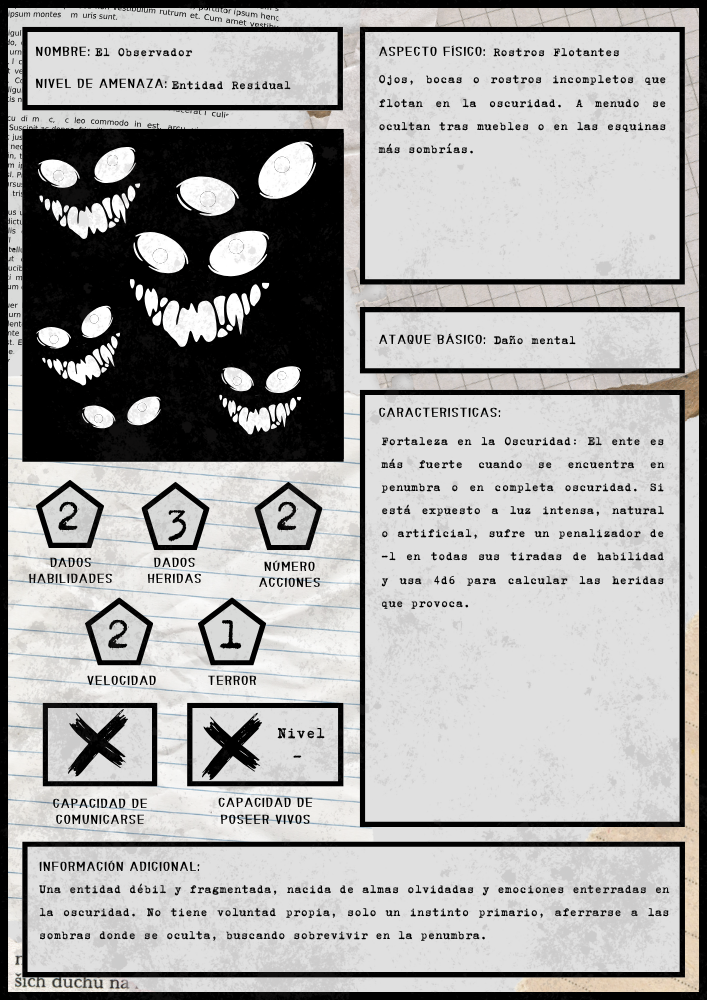 NOMBRE: El Observador
NIVEL DE AMENAZA: Entidad Residual
ASPECTO FÍSICO: Rostros Flotantes
Ojos, bocas o rostros incompletos que
flotan en la oscuridad. A menudo se
ocultan tras muebles o en las esquinas
más sombrías.
ATAQUE BÁSICO: Daño mental
CARACTERISTICAS:
Fortaleza en la Oscuridad: El ente es
más fuerte cuando se encuentra en
penumbra o en completa oscuridad. Si
está expuesto a luz intensa, natural
o artificial, sufre un penalizador de
-1 en todas sus tiradas de habilidad
y usa 4d6 para calcular las heridas
que provoca.
2
DADOS
HABILIDADES
3
DADOS
HERIDAS
2
NÚMERO
ACCIONES
2
VELOCIDAD
1
TERROR
CAPACIDAD DE
COMUNICARSE
Nivel
-
CAPACIDAD DE
POSEER VIVOS
INFORMACIÓN ADICIONAL:
Una entidad débil y fragmentada, nacida de almas olvidadas y emociones enterradas en
la oscuridad. No tiene voluntad propia, solo un instinto primario, aferrarse a las
sombras donde se oculta, buscando sobrevivir en la penumbra.
šich duchu na